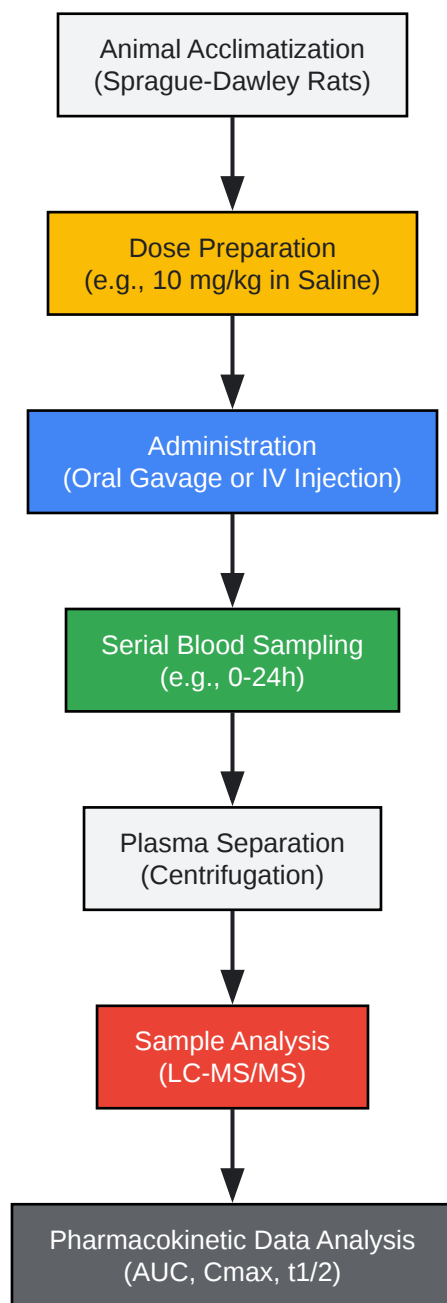 Animal Acclimatization
(Sprague-Dawley Rats)
Dose Preparation
(e.g., 10 mg/kg in Saline)
Administration
(Oral Gavage or IV Injection)
Serial Blood Sampling
(e.g., 0-24h)
Plasma Separation
(Centrifugation)
Sample Analysis
(LC-MS/MS)
Pharmacokinetic Data Analysis
(AUC, Cmax, t1/2)